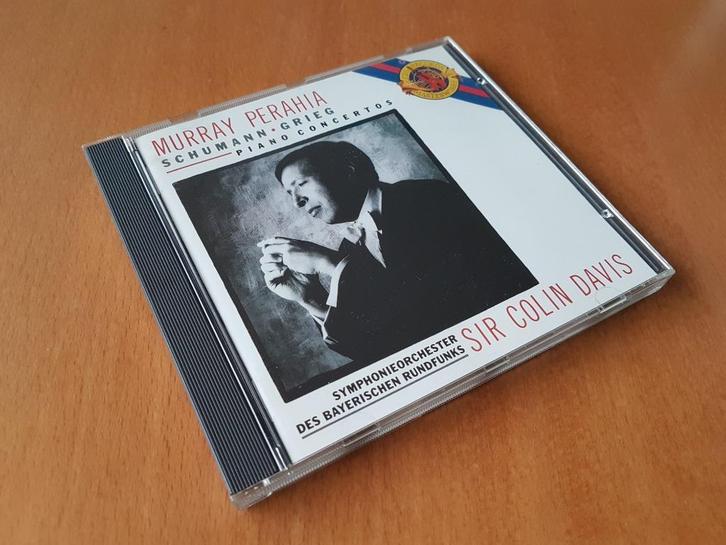 MURRAY PERAHIA
SCHUMANN · GRIEG
PIANO CONCERTOS
SYMPHONIEORCHESTER
DES BAYERISCHEN RUNDFUNKS
SIR COLIN DAVIS